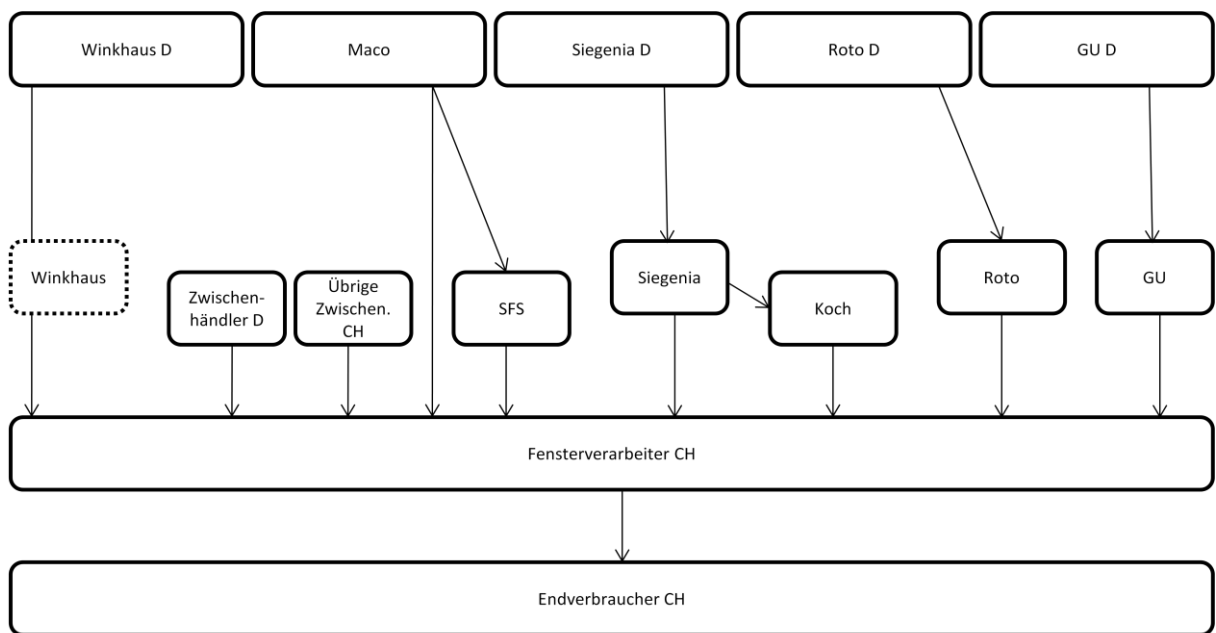 Winkhaus D
Maco
Siegenia D
Roto D
GU D
Winkhaus
Zwischen-
händler D
Übrige
Zwischen.
CH
SFS
Siegenia
Koch
Roto
GU
Fensterverarbeiter CH
Endverbraucher CH